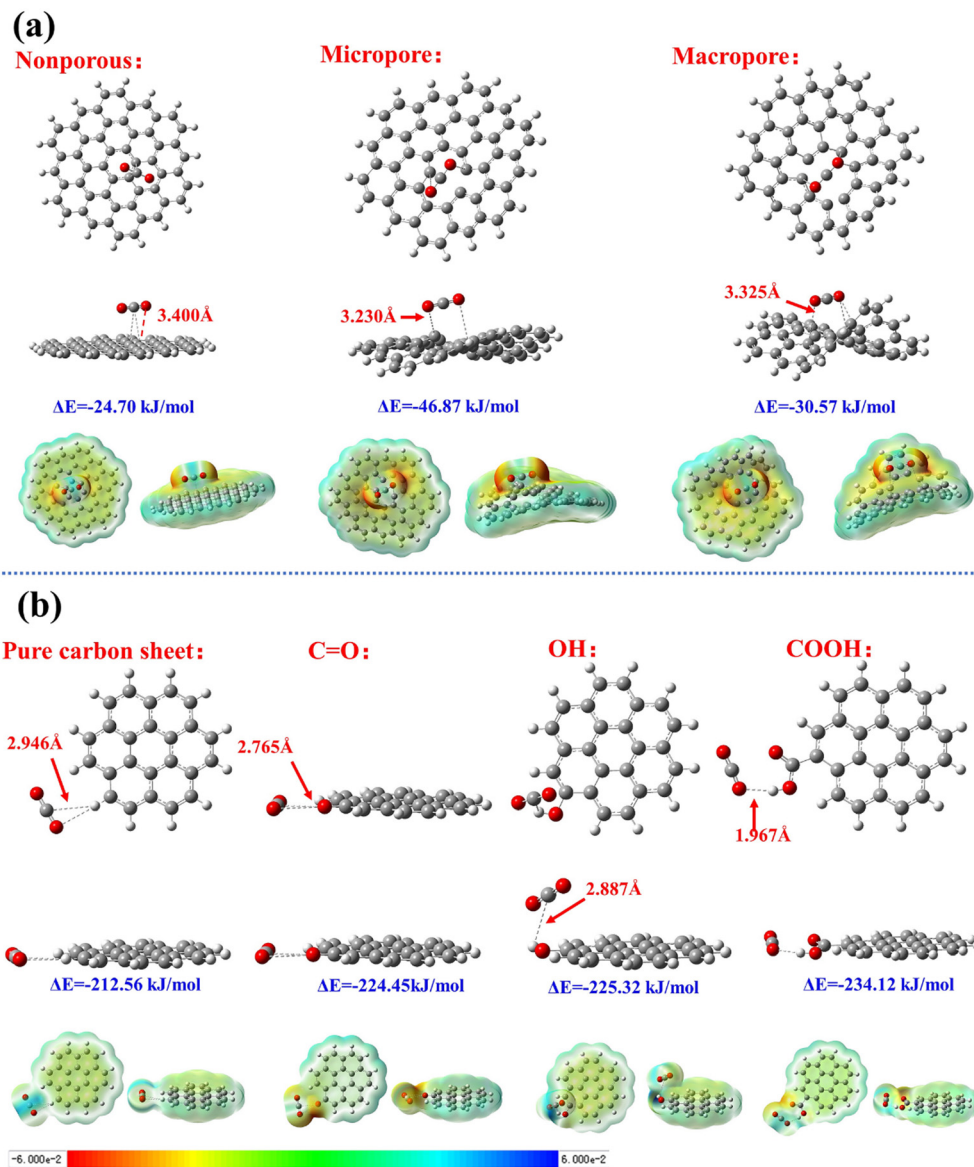 (a)
Nonporous:
Micropore:
Macropore:
3.400Å
3.230Å
3.325Å
ΔE=-24.70 kJ/mol
ΔE=-46.87 kJ/mol
ΔE=-30.57 kJ/mol
(b)
Pure carbon sheet:
C=O:
OH:
COOH:
2.946Å
2.765Å
1.967Å
2.887Å
ΔE=-212.56 kJ/mol
ΔE=-224.45kJ/mol
ΔE=-225.32 kJ/mol
ΔE=-234.12 kJ/mol
-6.000e-2
6.000e-2